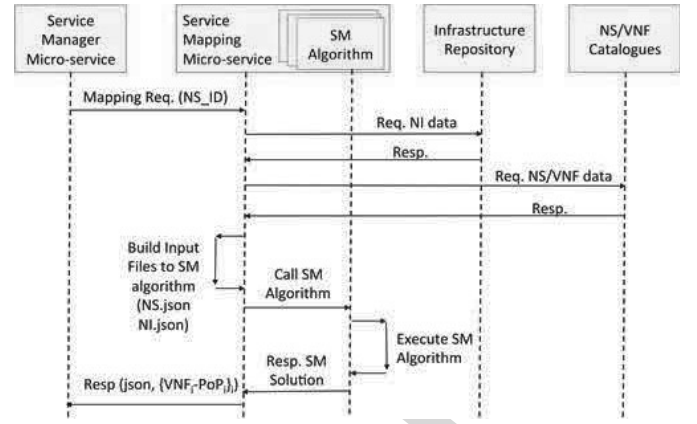 Service
Manager
Micro-service
Service
Mapping
Micro-service
SM
Algorithm
Infrastructure
Repository
NS/VNF
Catalogues
Mapping Req. (NS_ID)
Req. NI data
Resp.
Req. NS/VNF data
Resp.
Build Input
Files to SM
algorithm
(NS.json
NI.json)
Call SM
Algorithm
Execute SM
Algorithm
Resp. SM
Solution
Resp (json, {VNFj-PoPi}i)